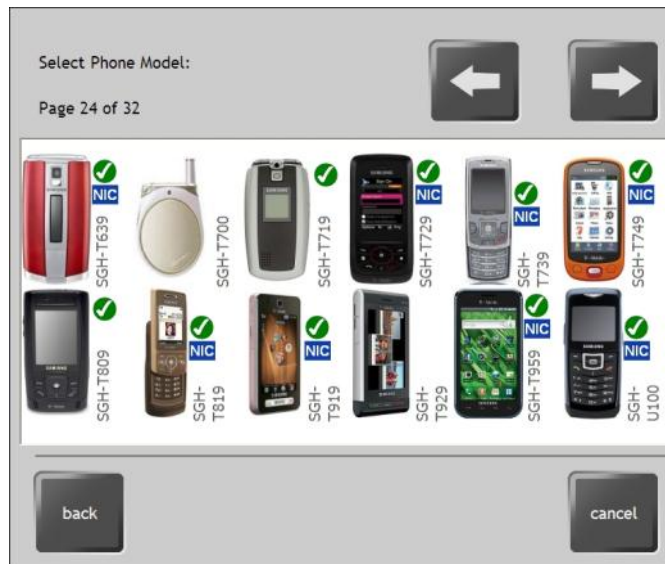 Select Phone Model:
Page 24 of 32
NIC
SGH-T639
SGH-T700
SGH-T719
NIC
SGH-T729
NIC
SGH-
T739
NIC
SGH-T749
SGH-T809
NIC
SGH-
T819
NIC
SGH-
T919
SGH-
T929
NIC
SGH-T959
NIC
SGH-
U100
back
cancel